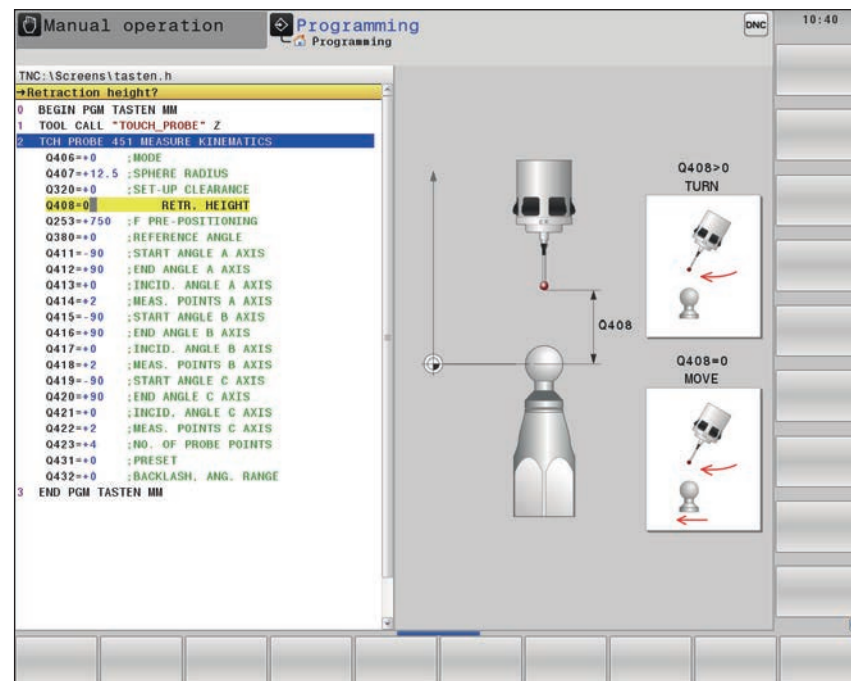 Manual operation
Programming
Programming
DNC
10:40
TNC:\Screens\tasten.h
→Retraction height?
0 BEGIN PGM TASTEN MM
1 TOOL CALL "TOUCH_PROBE" Z
2 TCH PROBE 451 MEASURE KINEMATICS
Q406=+0 ;MODE
Q407=+12.5 ;SPHERE RADIUS
Q320=+0 ;SET-UP CLEARANCE
Q408=0 RETR. HEIGHT
Q253=+750 ;F PRE-POSITIONING
Q380=+0 ;REFERENCE ANGLE
Q411=-90 ;START ANGLE A AXIS
Q412=+90 ;END ANGLE A AXIS
Q413=+0 ;INCID. ANGLE A AXIS
Q414=+2 ;MEAS. POINTS A AXIS
Q415=-90 ;START ANGLE B AXIS
Q416=+90 ;END ANGLE B AXIS
Q417=+0 ;INCID. ANGLE B AXIS
Q418=+2 ;MEAS. POINTS B AXIS
Q419=-90 ;START ANGLE C AXIS
Q420=+90 ;END ANGLE C AXIS
Q421=+0 ;INCID. ANGLE C AXIS
Q422=+2 ;MEAS. POINTS C AXIS
Q423=+4 ;NO. OF PROBE POINTS
Q431=+0 ;PRESET
Q432=+0 ;BACKLASH, ANG. RANGE
3 END PGM TASTEN MM
Q408
Q408>0
TURN
Q408=0
MOVE